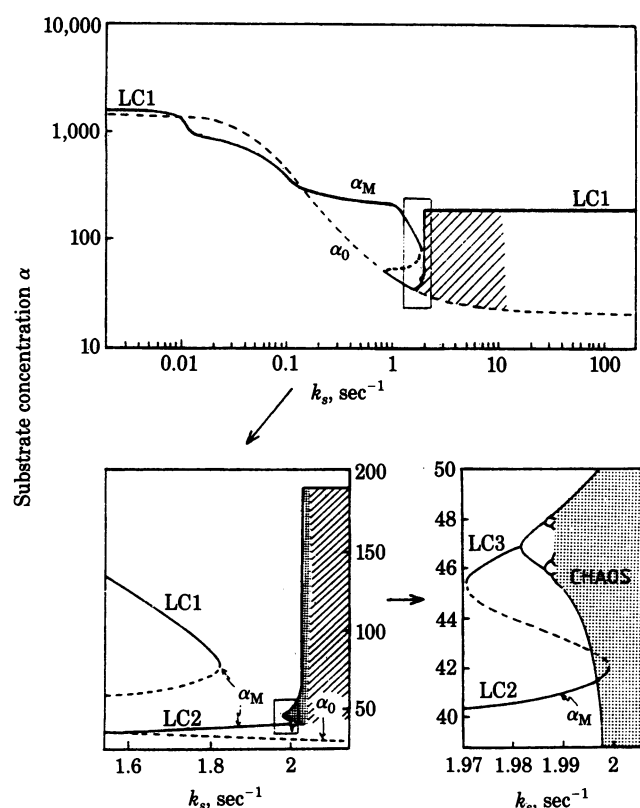 10,000
LC1
1,000
α_M
LC1
100
α_0
10
0.01 0.1 1 10 100
k_s, sec⁻¹
Substrate concentration α
200
150
LC1
100
α_M
α_0
50
LC2
1.6 1.8 2
k_s, sec⁻¹
50
48
LC3
46
CHAOS
44
42
LC2
α_M
40
1.97 1.98 1.99 2
k_s, sec⁻¹